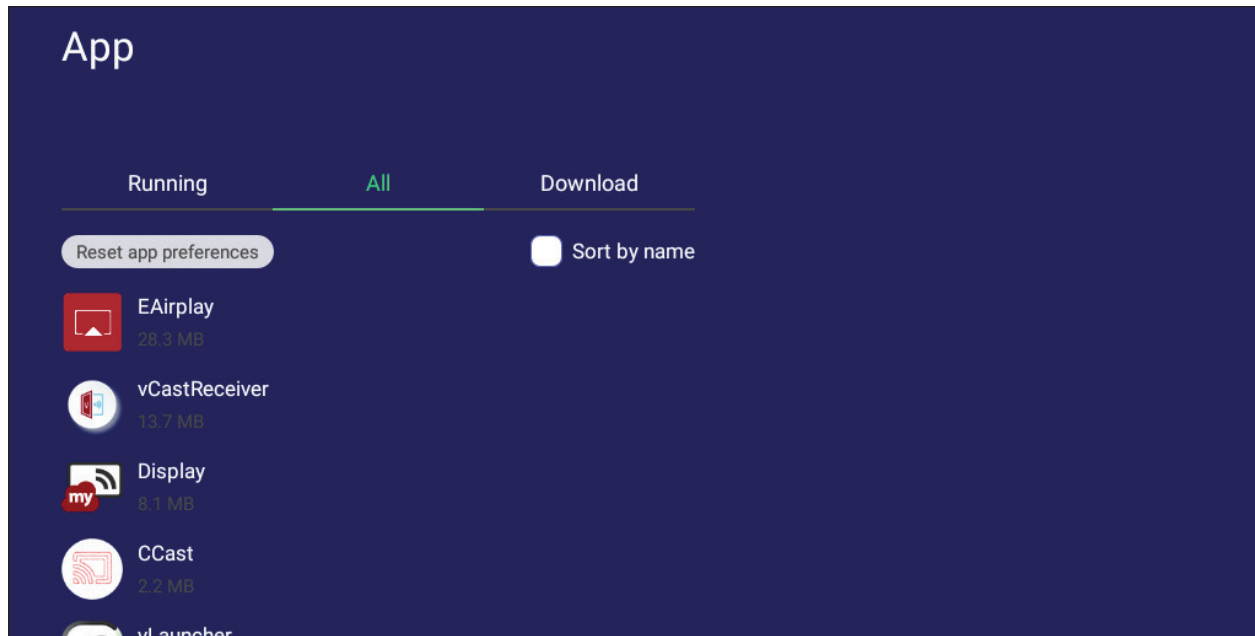 App
Running All Download
Reset app preferences Sort by name
EAirplay
28.3 MB
vCastReceiver
13.7 MB
my Display
8.1 MB
CCast
2.2 MB
vLauncher